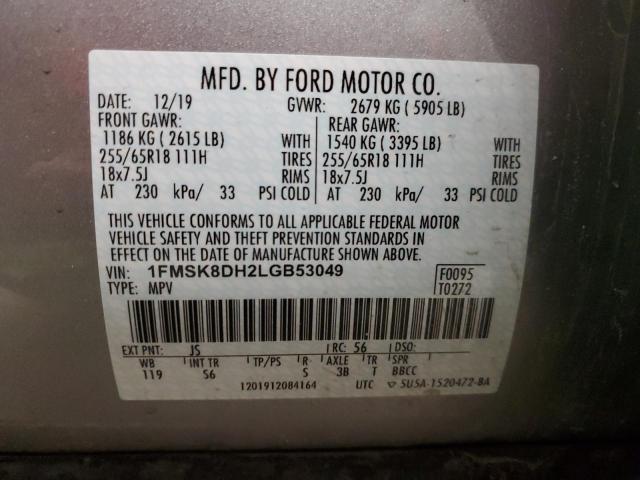 MFD. BY FORD MOTOR CO.
DATE: 12/19 GVWR: 2679 KG ( 5905 LB)
FRONT GAWR: REAR GAWR:
1186 KG ( 2615 LB) WITH 1540 KG ( 3395 LB) WITH
255/65R18 111H TIRES 255/65R18 111H TIRES
18x7.5J RIMS 18x7.5J RIMS
AT 230 kPa/ 33 PSI COLD AT 230 kPa/ 33 PSI COLD
THIS VEHICLE CONFORMS TO ALL APPLICABLE FEDERAL MOTOR
VEHICLE SAFETY AND THEFT PREVENTION STANDARDS IN
EFFECT ON THE DATE OF MANUFACTURE SHOWN ABOVE.
VIN: 1FMSK8DH2LGB53049 F0095
TYPE: MPV T0272
EXT PNT: JS RC: 56 DSO:
WB INT TR TP/PS R AXLE TR SPR
119 S6 S 3B T BBCC
1201912084164 UTC SU5A-1520472-BA